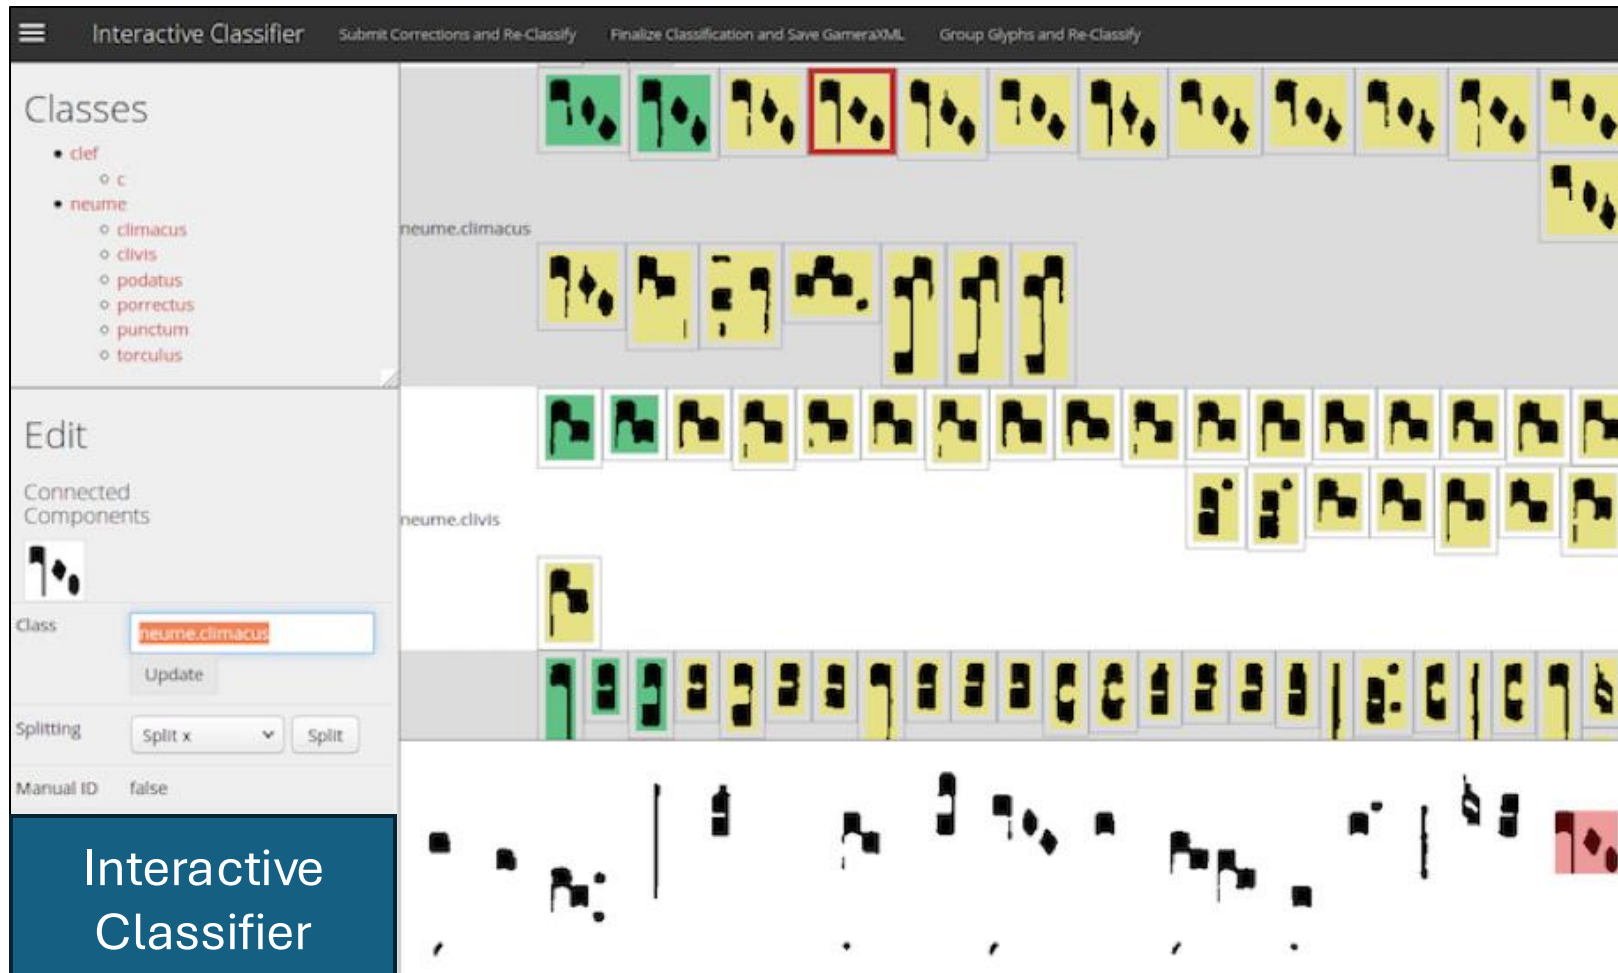 Interactive Classifier
Submit Corrections and Re-Classify
Finalize Classification and Save GameraXML
Group Glyphs and Re-Classify
Classes
clef
c
neume
climacus
clivis
podatus
porrectus
punctum
torculus
Edit
Connected
Components
Class
neume.climacus
Update
Splitting
Split x
Split
Manual ID
false
Interactive
Classifier
neume.climacus
neume.clivis